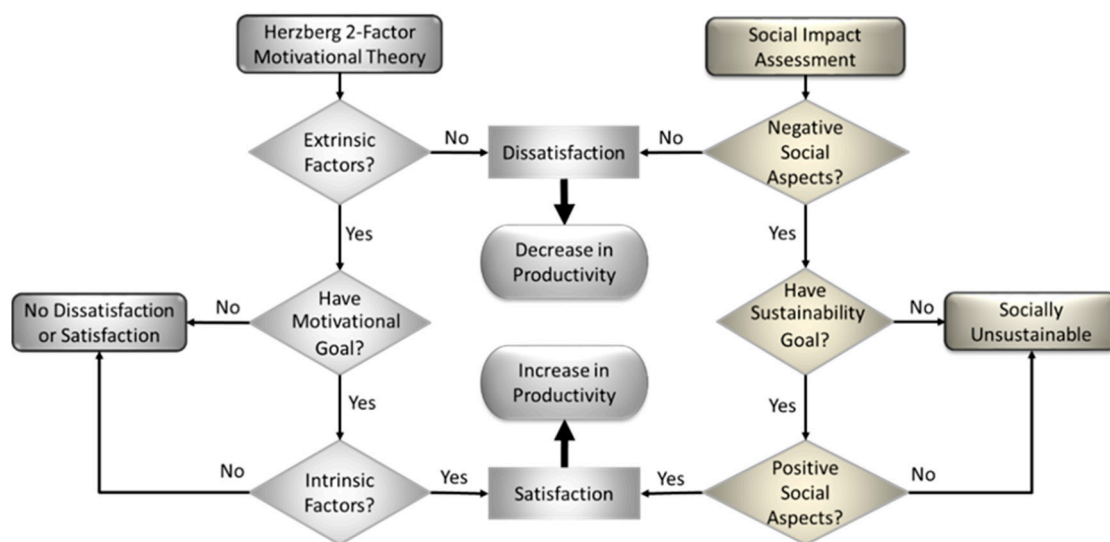 Herzberg 2-Factor
Motivational Theory
Social Impact
Assessment
Extrinsic
Factors?
No
Dissatisfaction
No
Negative
Social
Aspects?
Yes
Decrease in
Productivity
Yes
No Dissatisfaction
or Satisfaction
No
Have
Motivational
Goal?
Have
Sustainability
Goal?
No
Socially
Unsustainable
Increase in
Productivity
Yes
Yes
No
Intrinsic
Factors?
Yes
Satisfaction
Yes
Positive
Social
Aspects?
No